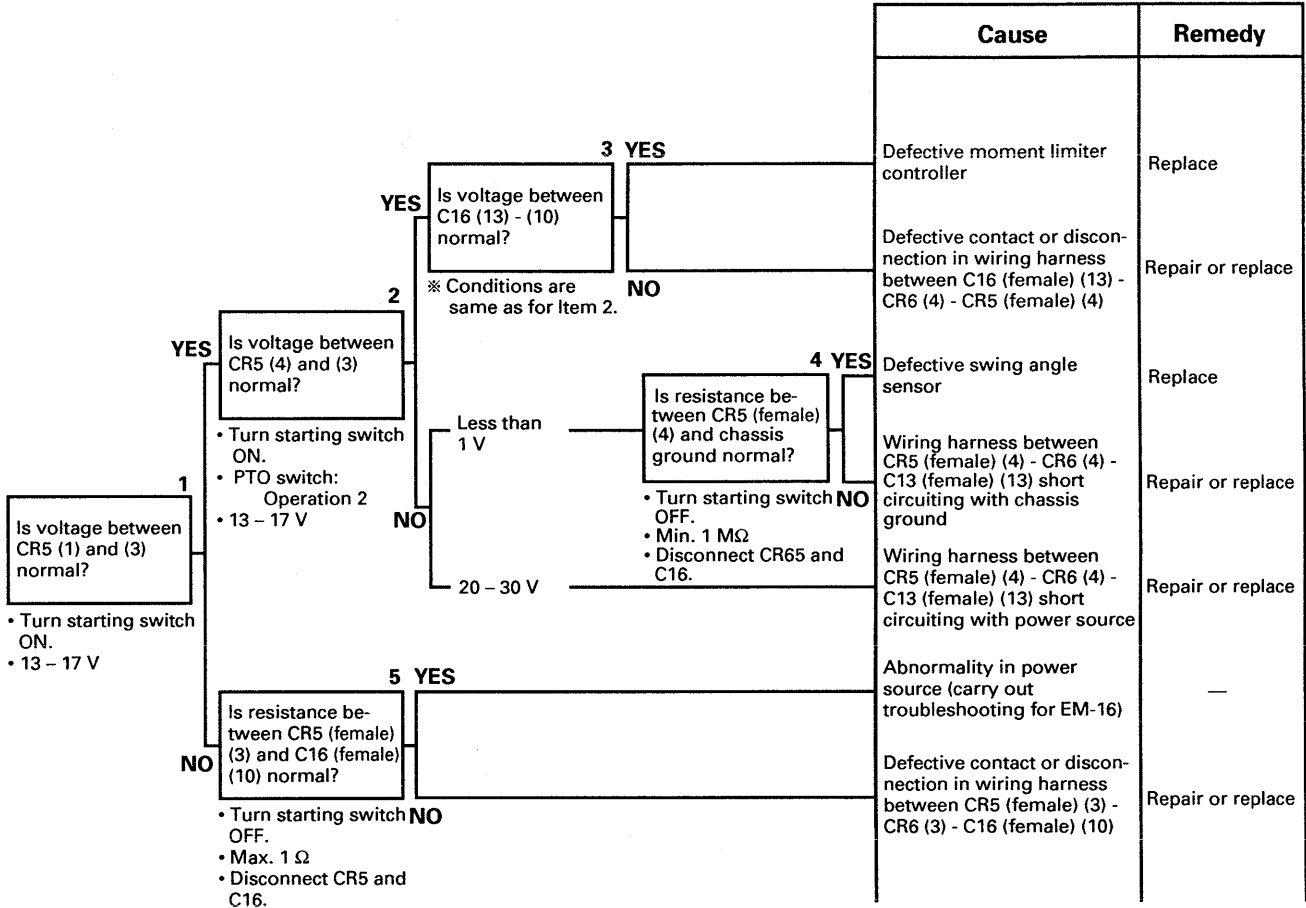 Cause
Remedy
3 YES
Defective moment limiter
controller
Replace
YES
Is voltage between
C16 (13) - (10)
normal?
Defective contact or discon-
nection in wiring harness
between C16 (female) (13) -
CR6 (4) - CR5 (female) (4)
Repair or replace
NO
※ Conditions are
same as for Item 2.
2
YES
Is voltage between
CR5 (4) and (3)
normal?
• Turn starting switch
ON.
• PTO switch:
Operation 2
• 13 – 17 V
NO
Less than
1 V
4 YES
Is resistance be-
tween CR5 (female)
(4) and chassis
ground normal?
• Turn starting switch
OFF.
• Min. 1 MΩ
• Disconnect CR65 and
C16.
NO
Defective swing angle
sensor
Replace
Wiring harness between
CR5 (female) (4) - CR6 (4) -
C13 (female) (13) short
circuiting with chassis
ground
Repair or replace
20 – 30 V
Wiring harness between
CR5 (female) (4) - CR6 (4) -
C13 (female) (13) short
circuiting with power source
Repair or replace
1
Is voltage between
CR5 (1) and (3)
normal?
• Turn starting switch
ON.
• 13 – 17 V
5 YES
Abnormality in power
source (carry out
troubleshooting for EM-16)
—
NO
Is resistance be-
tween CR5 (female)
(3) and C16 (female)
(10) normal?
• Turn starting switch
OFF.
• Max. 1 Ω
• Disconnect CR5 and
C16.
NO
Defective contact or discon-
nection in wiring harness
between CR5 (female) (3) -
CR6 (3) - C16 (female) (10)
Repair or replace